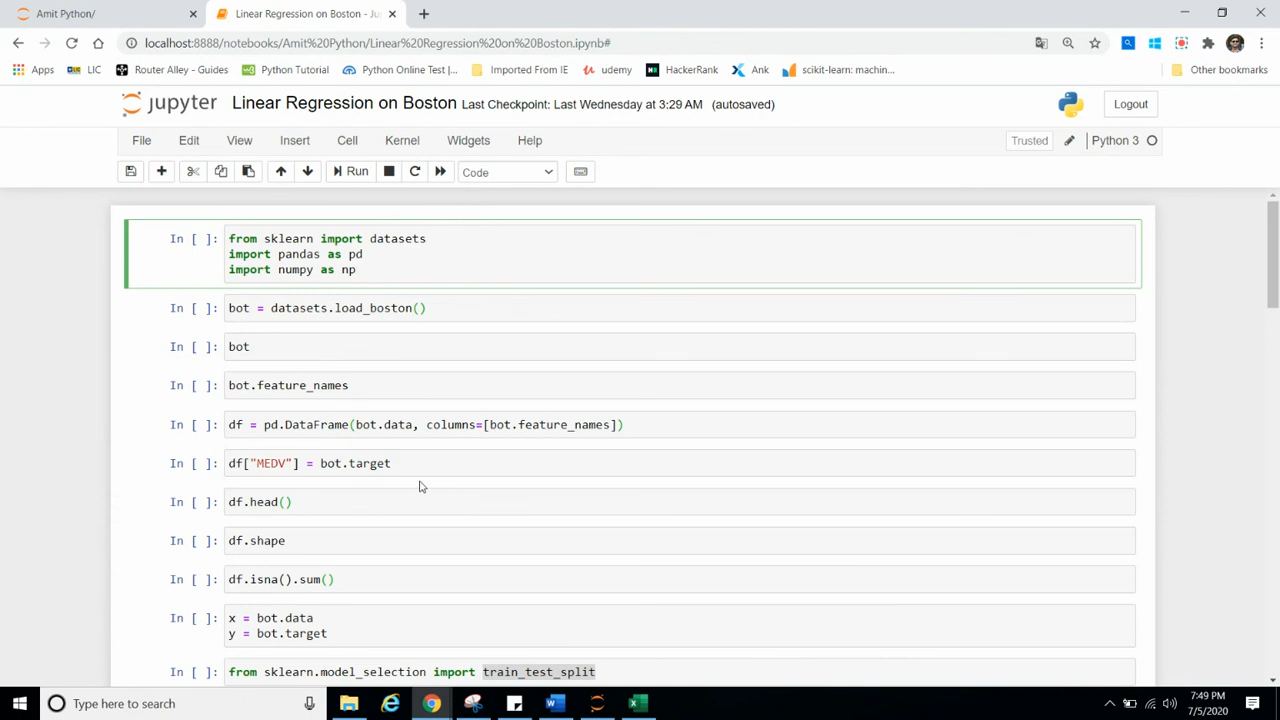 Amit Python/
Linear Regression on Boston - Ju
localhost:8888/notebooks/Amit%20Python/Linear%20Regression%20on%20Boston.ipynb#
Apps
LIC
Router Alley - Guides
Python Tutorial
Python Online Test |...
Imported From IE
udemy
HackerRank
Ank
scikit-learn: machin...
Other bookmarks
jupyter
Linear Regression on Boston Last Checkpoint: Last Wednesday at 3:29 AM (autosaved)
Logout
File Edit View Insert Cell Kernel Widgets Help
Trusted
Python 3
Run
Code
In [ ]: from sklearn import datasets
import pandas as pd
import numpy as np
In [ ]: bot = datasets.load_boston()
In [ ]: bot
In [ ]: bot.feature_names
In [ ]: df = pd.DataFrame(bot.data, columns=[bot.feature_names])
In [ ]: df["MEDV"] = bot.target
In [ ]: df.head()
In [ ]: df.shape
In [ ]: df.isna().sum()
In [ ]: x = bot.data
y = bot.target
In [ ]: from sklearn.model_selection import train_test_split
Type here to search
7:49 PM
7/5/2020